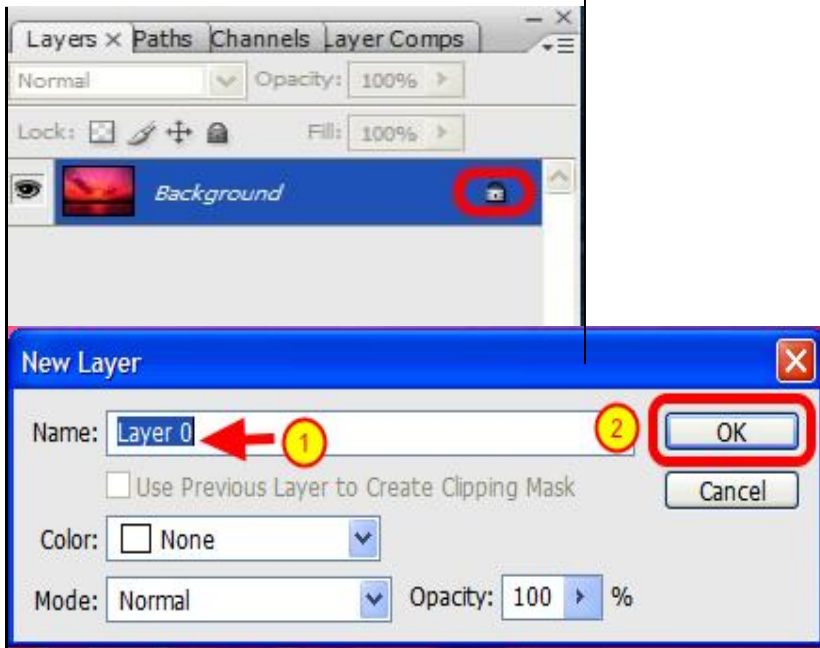 Layers × Paths Channels Layer Comps
Normal Opacity: 100%
Lock: Fill: 100%
Background
New Layer
Name: Layer 0 1 2 OK
Use Previous Layer to Create Clipping Mask Cancel
Color: None
Mode: Normal Opacity: 100 %